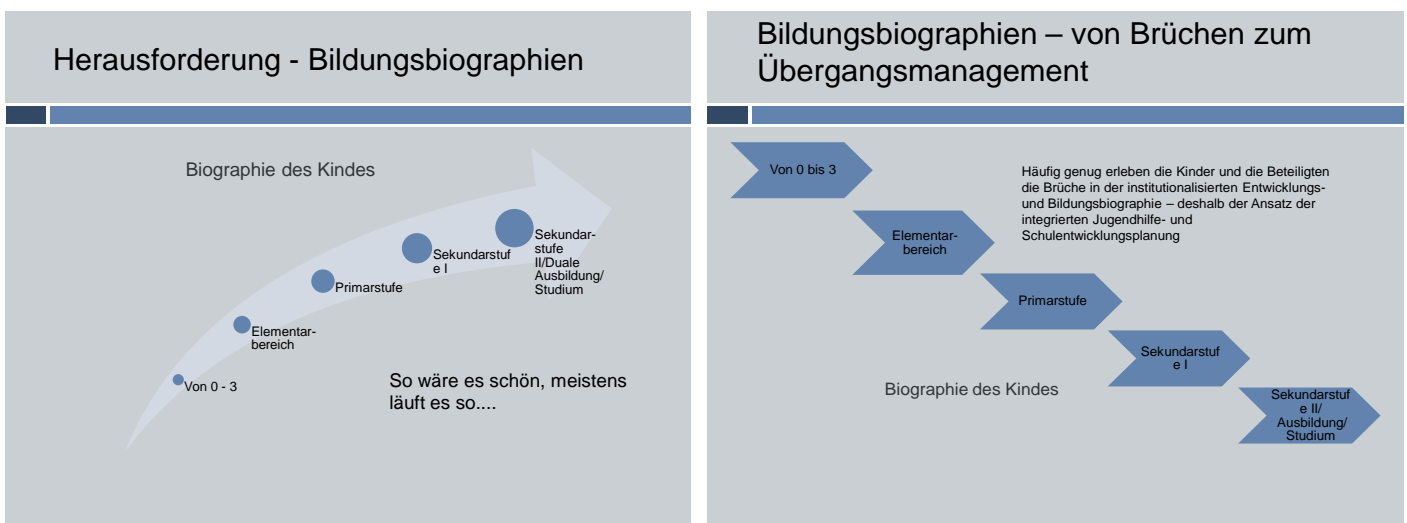 Herausforderung - Bildungsbiographien
Biographie des Kindes
Sekundar-
stufe
II/Duale
Ausbildung/
Studium
Sekundarstuf
e I
Primarstufe
Elementar-
bereich
Von 0 - 3
So wäre es schön, meistens
läuft es so....
Bildungsbiographien – von Brüchen zum
Übergangsmanagement
Von 0 bis 3
Häufig genug erleben die Kinder und die Beteiligten
die Brüche in der institutionalisierten Entwicklungs-
und Bildungsbiographie – deshalb der Ansatz der
integrierten Jugendhilfe- und
Schulentwicklungsplanung
Elementar-
bereich
Primarstufe
Sekundarstuf
e I
Biographie des Kindes
Sekundarstuf
e II/
Ausbildung/
Studium